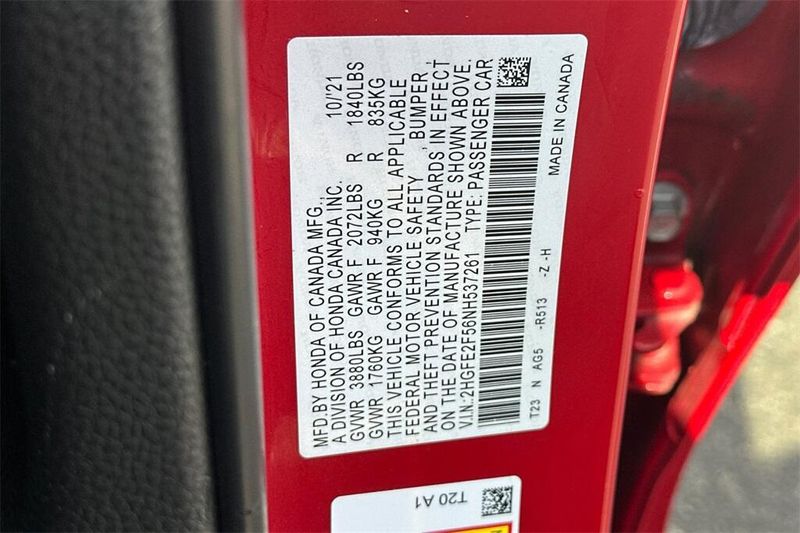 MFD.BY HONDA OF CANADA MFG., 10/'21
A DIVISION OF HONDA CANADA INC.
GVWR 3880LBS GAWR F 2072LBS R 1840LBS
GVWR 1760KG GAWR F 940KG R 835KG
THIS VEHICLE CONFORMS TO ALL APPLICABLE
FEDERAL MOTOR VEHICLE SAFETY, BUMPER,
AND THEFT PREVENTION STANDARDS IN EFFECT
ON THE DATE OF MANUFACTURE SHOWN ABOVE.
V.I.N.:2HGFE2F56NH537261 TYPE: PASSENGER CAR
T23 N AG5 -R513 -Z -H
MADE IN CANADA
T20 A1